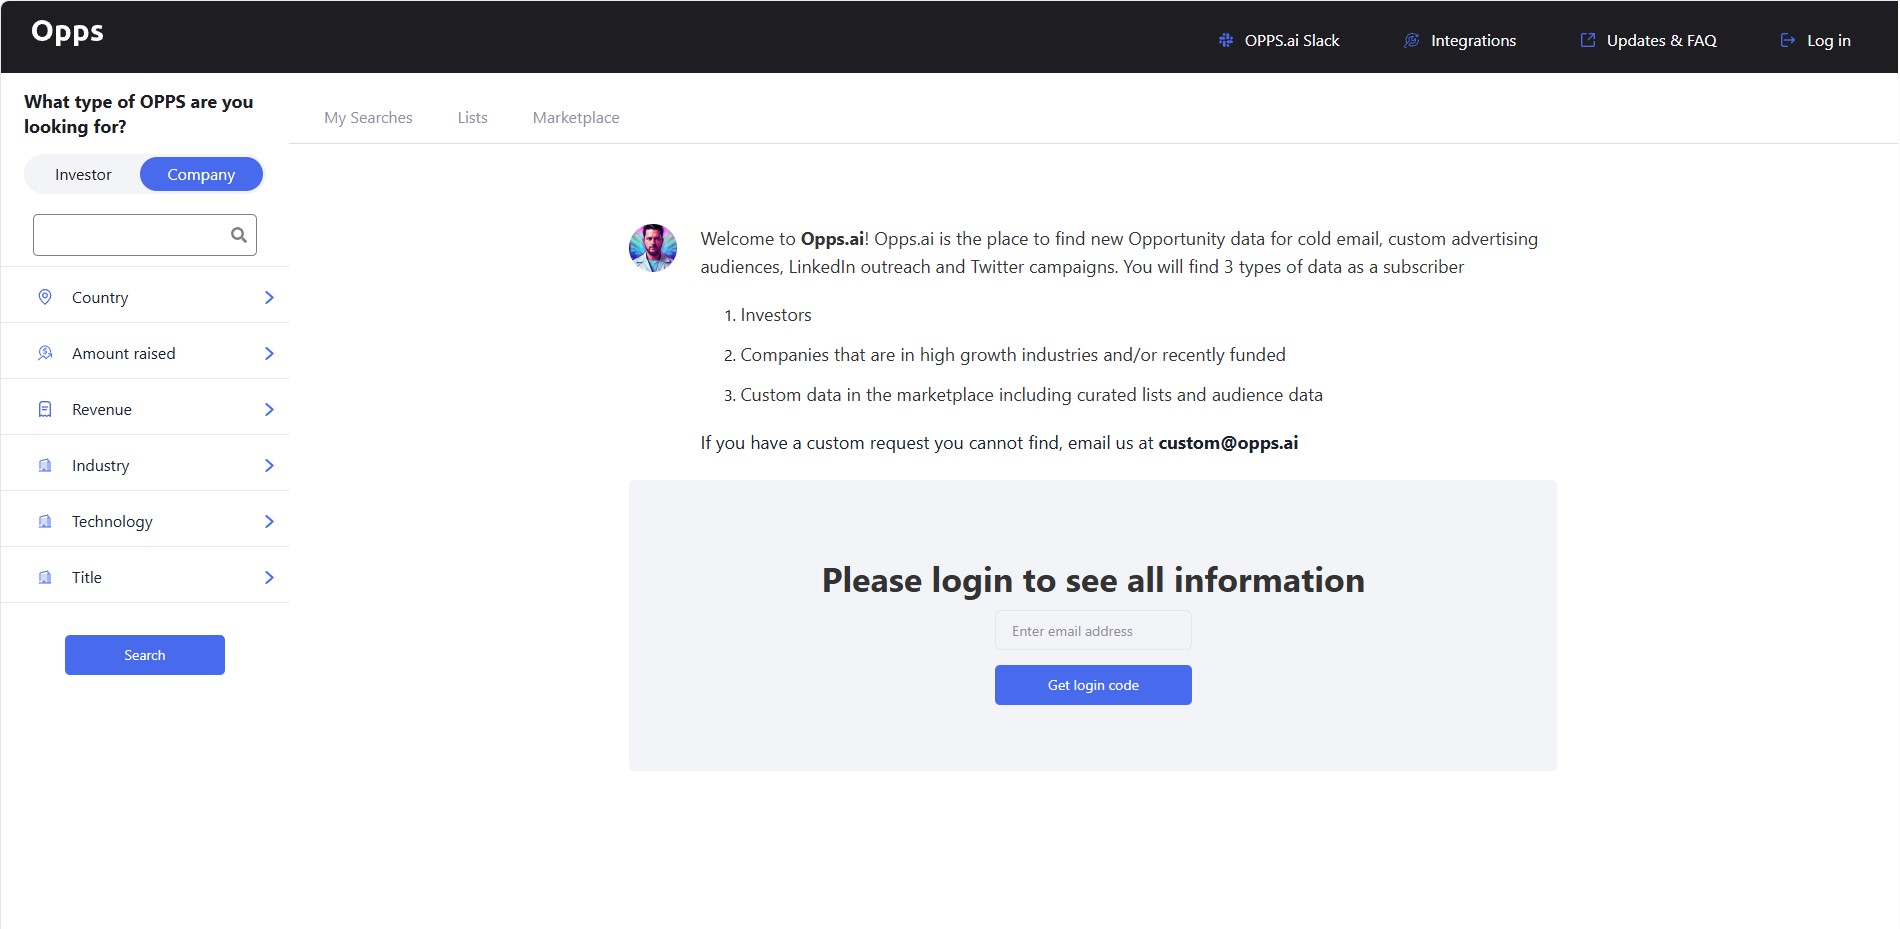 Opps
OPPS.ai Slack
Integrations
Updates & FAQ
Log in
What type of OPPS are you
looking for?
Investor
Company
Country
Amount raised
Revenue
Industry
Technology
Title
Search
My Searches
Lists
Marketplace
Welcome to Opps.ai! Opps.ai is the place to find new Opportunity data for cold email, custom advertising
audiences, LinkedIn outreach and Twitter campaigns. You will find 3 types of data as a subscriber
1. Investors
2. Companies that are in high growth industries and/or recently funded
3. Custom data in the marketplace including curated lists and audience data
If you have a custom request you cannot find, email us at custom@opps.ai
Please login to see all information
Enter email address
Get login code